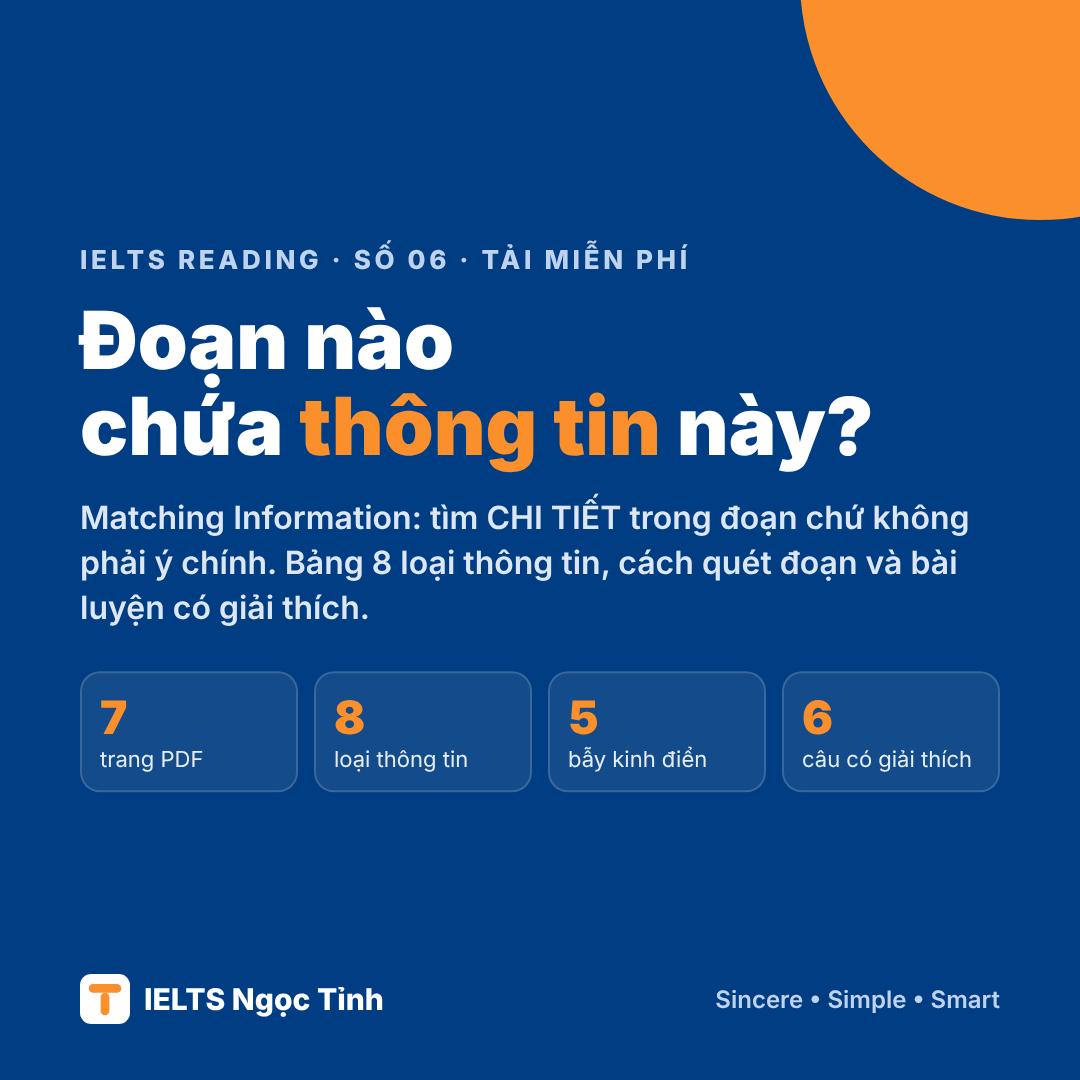 IELTS READING · SỐ 06 · TẢI MIỄN PHÍ
Đoạn nào
chứa thông tin này?
Matching Information: tìm CHI TIẾT trong đoạn chứ không
phải ý chính. Bảng 8 loại thông tin, cách quét đoạn và bài
luyện có giải thích.
7
trang PDF
8
loại thông tin
5
bẫy kinh điển
6
câu có giải thích
IELTS Ngọc Tỉnh
Sincere • Simple • Smart